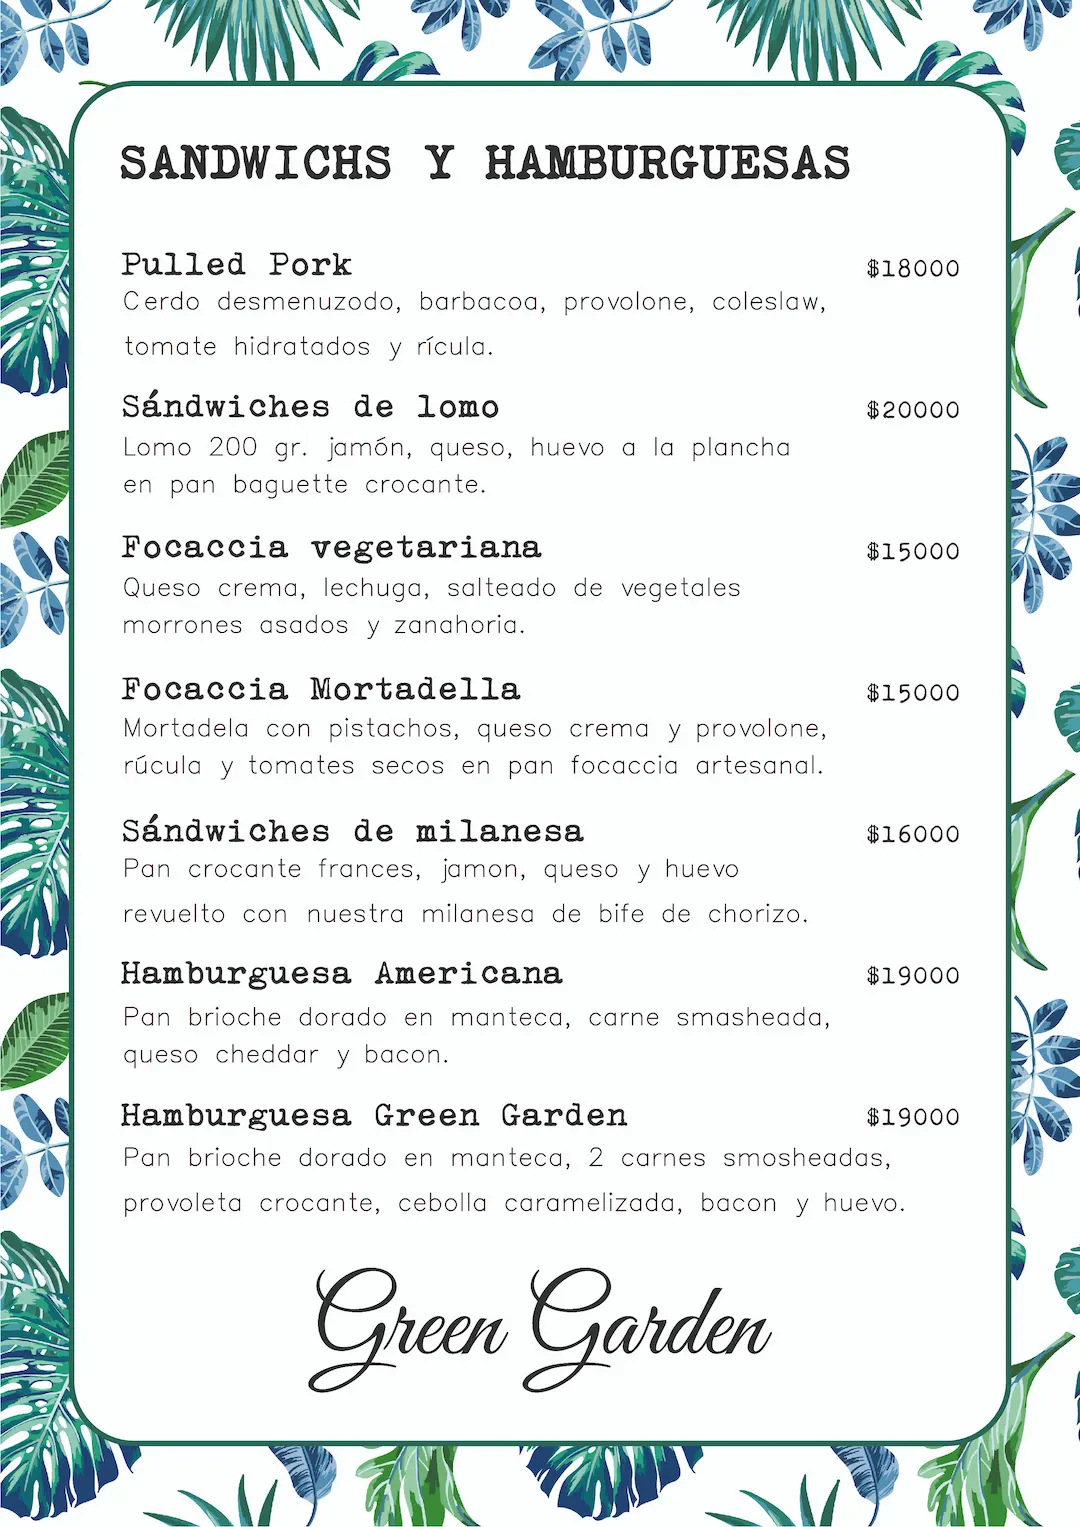 SANDWICHS Y HAMBURGUESAS
Pulled Pork $18000
Cerdo desmenuzodo, barbacoa, provolone, coleslaw,
tomate hidratados y rícula.
Sándwiches de lomo $20000
Lomo 200 gr. jamón, queso, huevo a la plancha
en pan baguette crocante.
Focaccia vegetariana $15000
Queso crema, lechuga, salteado de vegetales
morrones asados y zanahoria.
Focaccia Mortadella $15000
Mortadela con pistachos, queso crema y provolone,
rúcula y tomates secos en pan focaccia artesanal.
Sándwiches de milanesa $16000
Pan crocante frances, jamon, queso y huevo
revuelto con nuestra milanesa de bife de chorizo.
Hamburguesa Americana $19000
Pan brioche dorado en manteca, carne smasheada,
queso cheddar y bacon.
Hamburguesa Green Garden $19000
Pan brioche dorado en manteca, 2 carnes smosheadas,
provoleta crocante, cebolla caramelizada, bacon y huevo.
Green Garden